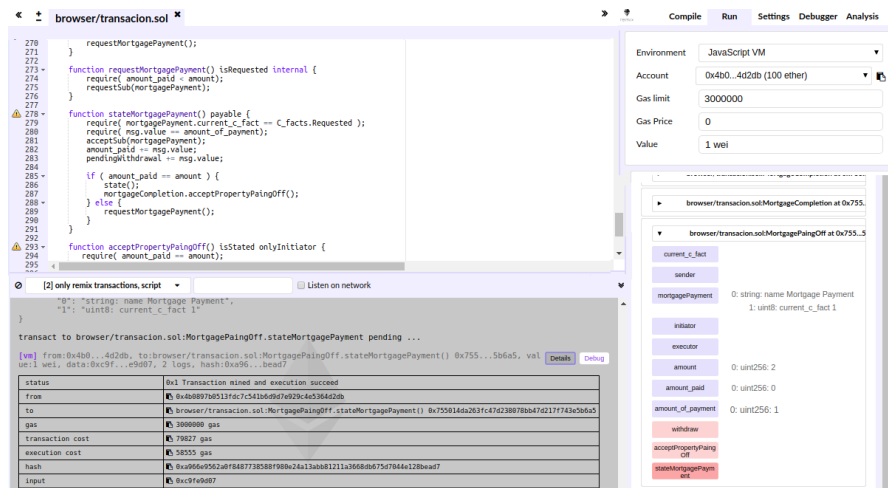 browser/transacion.sol
Compile Run Settings Debugger Analysis
270 requestMortgagePayment();
271 }
272
273 function requestMortgagePayment() isRequested internal {
274 require( amount_paid < amount);
275 requestSub(mortgagePayment);
276 }
277
278 function stateMortgagePayment() payable {
279 require( mortgagePayment.current_c_fact == C_facts.Requested );
280 require( msg.value == amount_of_payment);
281 acceptSub(mortgagePayment);
282 amount_paid += msg.value;
283 pendingWithdrawal += msg.value;
284
285 if ( amount_paid == amount ) {
286 state();
287 mortgageCompletion.acceptPropertyPaingOff();
288 } else {
289 requestMortgagePayment();
290 }
291 }
292
293 function acceptPropertyPaingOff() isStated onlyInitiator {
294 require( amount_paid == amount);
295
[2] only remix transactions, script
Listen on network
"0": "string: name Mortgage Payment",
"1": "uint8: current_c_fact 1"
}
transact to browser/transacion.sol:MortgagePaingOff.stateMortgagePayment pending ...
[vm] from:0x4b0...4d2db, to:browser/transacion.sol:MortgagePaingOff.stateMortgagePayment() 0x755...5b6a5, val
ue:1 wei, data:0xc9f...e9d07, 2 logs, hash:0xa96...bead7
Details Debug
status 0x1 Transaction mined and execution succeed
from 0x4b0897b0513fdc7c541b6d9d7e929c4e5364d2db
to browser/transacion.sol:MortgagePaingOff.stateMortgagePayment() 0x755014da263fc47d238078bb47d217f743e5b6a5
gas 3000000 gas
transaction cost 79827 gas
execution cost 58555 gas
hash 0xa966e9562a0f8487738588f980e24a13abb81211a3668db675d7044e128bead7
input 0xc9fe9d07
Environment JavaScript VM
Account 0x4b0...4d2db (100 ether)
Gas limit 3000000
Gas Price 0
Value 1 wei
browser/transacion.sol:MortgageCompletion at 0x755..
browser/transacion.sol:MortgagePaingOff at 0x755...5
current_c_fact
sender
mortgagePayment 0: string: name Mortgage Payment
1: uint8: current_c_fact 1
initiator
executor
amount 0: uint256: 2
amount_paid 0: uint256: 0
amount_of_payment 0: uint256: 1
withdraw
acceptPropertyPaing
Off
stateMortgagePaym
ent